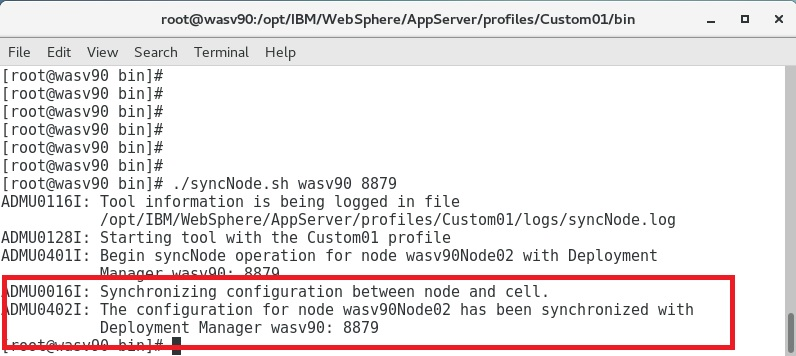 root@wasv90:/opt/IBM/WebSphere/AppServer/profiles/Custom01/bin
File Edit View Search Terminal Help
[root@wasv90 bin]#
[root@wasv90 bin]#
[root@wasv90 bin]#
[root@wasv90 bin]#
[root@wasv90 bin]#
[root@wasv90 bin]#
[root@wasv90 bin]# ./syncNode.sh wasv90 8879
ADMU0116I: Tool information is being logged in file
/opt/IBM/WebSphere/AppServer/profiles/Custom01/logs/syncNode.log
ADMU0128I: Starting tool with the Custom01 profile
ADMU0401I: Begin syncNode operation for node wasv90Node02 with Deployment
Manager wasv90: 8879
ADMU0016I: Synchronizing configuration between node and cell.
ADMU0402I: The configuration for node wasv90Node02 has been synchronized with
Deployment Manager wasv90: 8879
[root@wasv90 bin]#